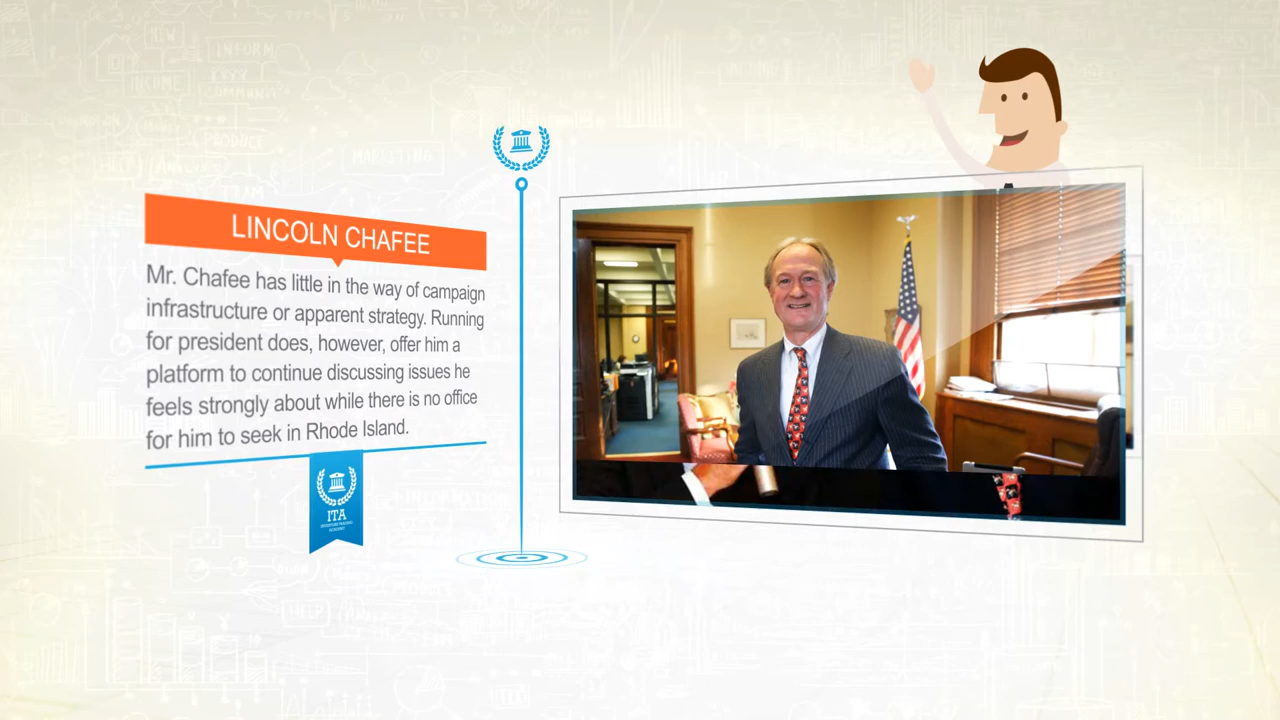 LINCOLN CHAFEE
Mr. Chafee has little in the way of campaign
infrastructure or apparent strategy. Running
for president does, however, offer him a
platform to continue discussing issues he
feels strongly about while there is no office
for him to seek in Rhode Island.
ITA